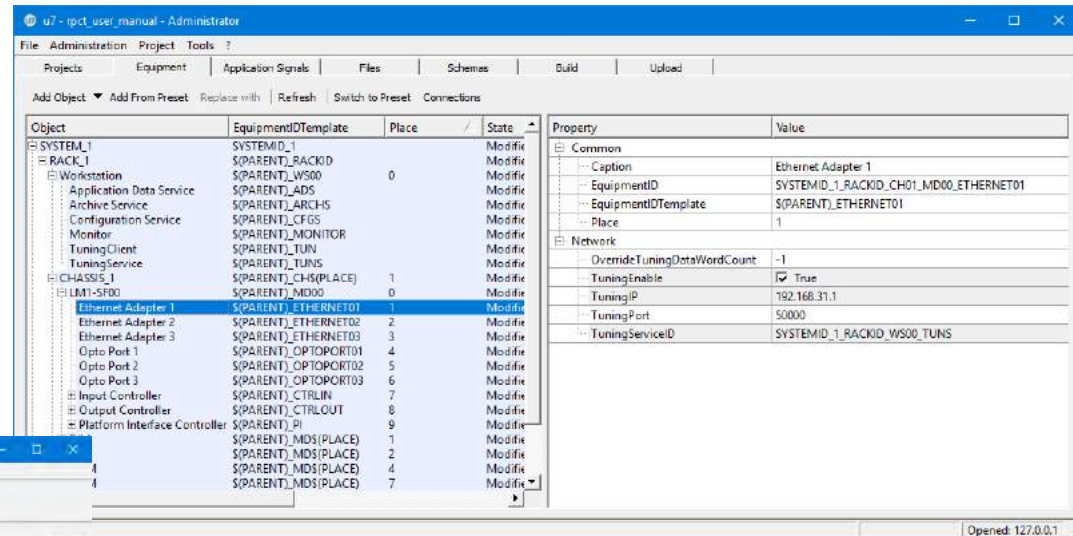 u7 - rpct_user_manual - Administrator
File Administration Project Tools ?
Projects Equipment Application Signals Files Schemas Build Upload
Add Object Add From Preset Replace with Refresh Switch to Preset Connections
Object EquipmentIDTemplate Place State Property Value
SYSTEM_1 SYSTEMID_1 Modifie Common
RACK_1 $(PARENT)_RACKID Modifie Caption Ethernet Adapter 1
Workstation $(PARENT)_WS00 0 Modifie EquipmentID SYSTEMID_1_RACKID_CH01_MD00_ETHERNET01
Application Data Service $(PARENT)_ADS Modifie EquipmentIDTemplate $(PARENT)_ETHERNET01
Archive Service $(PARENT)_ARCHS Modifie Place 1
Configuration Service $(PARENT)_CFGS Modifie Network
Monitor $(PARENT)_MONITOR Modifie OverrideTuningDataWordCount -1
TuningClient $(PARENT)_TUN Modifie
TuningService $(PARENT)_TUNS Modifie TuningEnable True
CHASSIS_1 $(PARENT)_CH$(PLACE) 1 Modifie TuningIP 192.168.31.1
LM1-SF00 $(PARENT)_MD00 0 Modifie TuningPort 50000
Ethernet Adapter 1 $(PARENT)_ETHERNET01 1 Modifie TuningServiceID SYSTEMID_1_RACKID_WS00_TUNS
Ethernet Adapter 2 $(PARENT)_ETHERNET02 2 Modifie
Ethernet Adapter 3 $(PARENT)_ETHERNET03 3 Modifie
Opto Port 1 $(PARENT)_OPTOPORT01 4 Modifie
Opto Port 2 $(PARENT)_OPTOPORT02 5 Modifie
Opto Port 3 $(PARENT)_OPTOPORT03 6 Modifie
Input Controller $(PARENT)_CTRLIN 7 Modifie
Output Controller $(PARENT)_CTRLOUT 8 Modifie
Platform Interface Controller $(PARENT)_PI 9 Modifie
$(PARENT)_MD$(PLACE) 1 Modifie
$(PARENT)_MD$(PLACE) 2 Modifie
M $(PARENT)_MD$(PLACE) 4 Modifie
M $(PARENT)_MD$(PLACE) 7 Modifie
Opened: 127.0.0.1